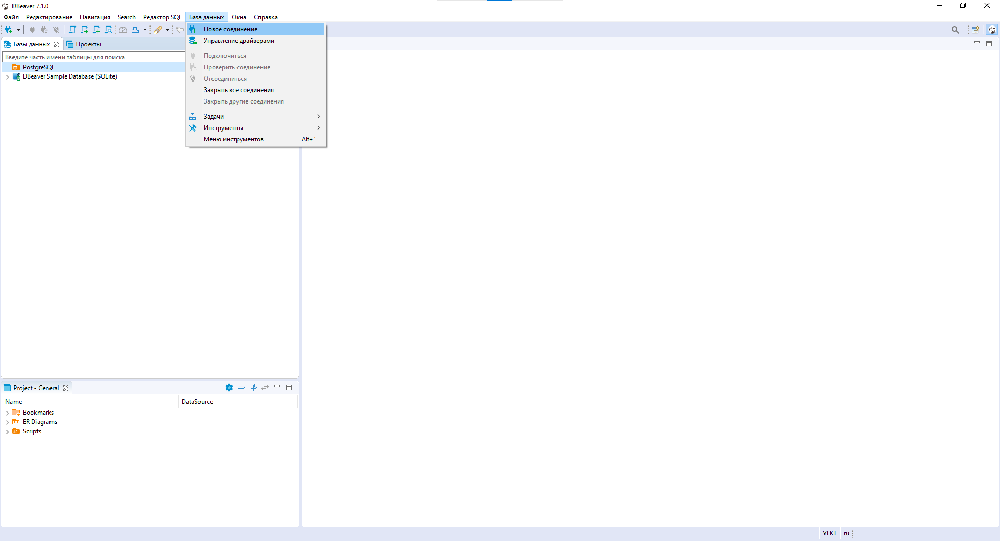 DBeaver 7.1.0
Файл Редактирование Навигация Search Редактор SQL База данных Окна Справка
Новое соединение
Управление драйверами
Подключиться
Проверить соединение
Отсоединиться
Закрыть все соединения
Закрыть другие соединения
Задачи
Инструменты
Меню инструментов Alt+`
Базы данных Проекты
Введите часть имени таблицы для поиска
PostgreSQL
DBeaver Sample Database (SQLite)
Project - General
Name DataSource
Bookmarks
ER Diagrams
Scripts
YEKT ru